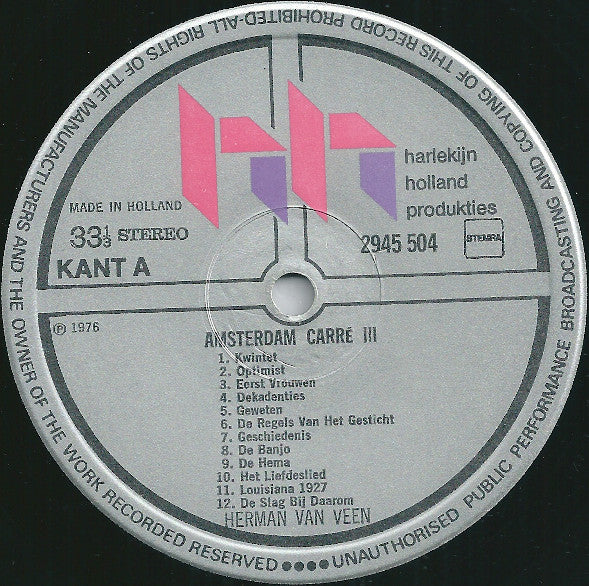 ALL RIGHTS OF THE MANUFACTURERS AND THE OWNER OF THE WORK RECORDED RESERVED ●●●● UNAUTHORISED PUBLIC PERFORMANCE BROADCASTING AND COPYING OF THIS RECORD PROHIBITED-
harlekijn
holland
produkties
MADE IN HOLLAND
33⅓ STEREO
2945 504
STEMRA
KANT A
℗ 1976
AMSTERDAM CARRÉ III
1. Kwintet
2. Optimist
3. Eerst Vrouwen
4. Dekadenties
5. Geweten
6. De Regels Van Het Gesticht
7. Geschiedenis
8. De Banjo
9. De Hema
10. Het Liefdeslied
11. Louisiana 1927
12. De Slag Bij Daarom
HERMAN VAN VEEN